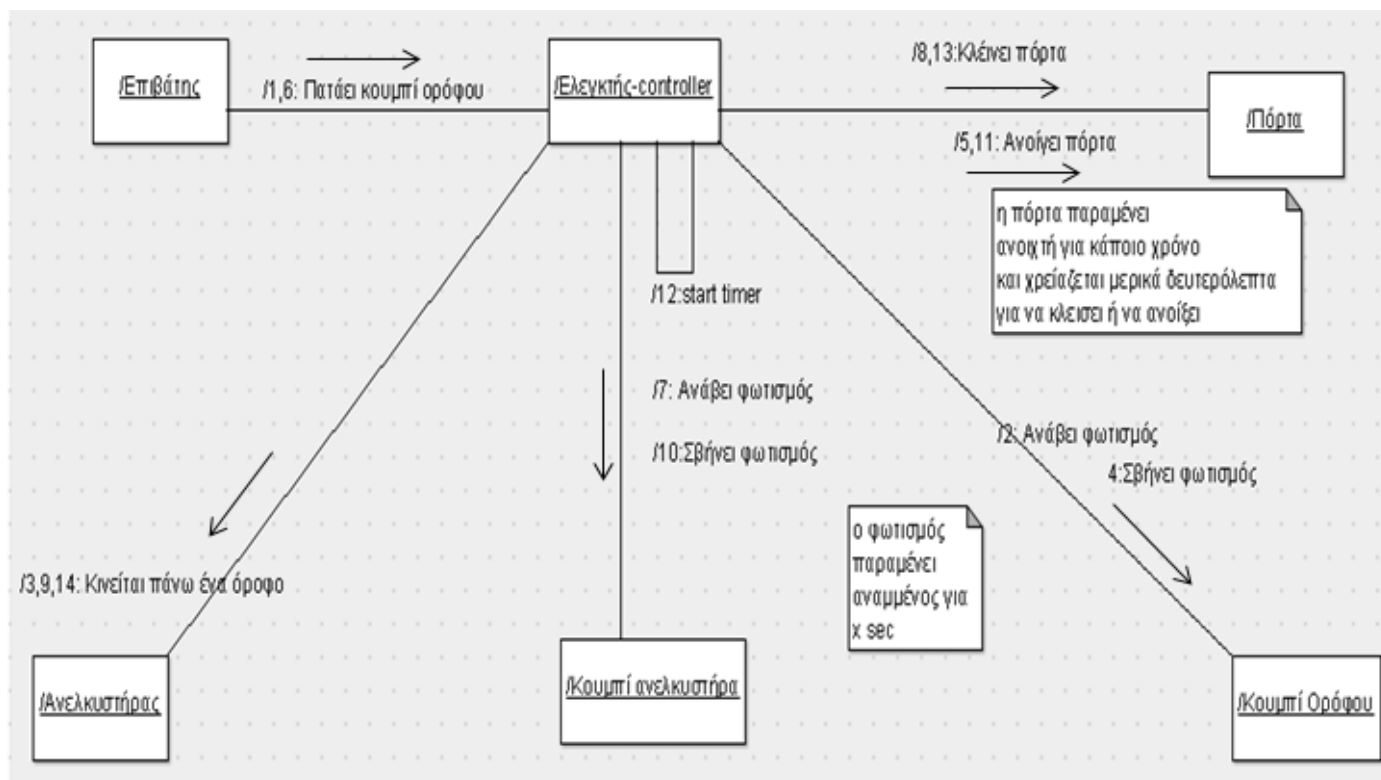 /8,13:Κλέινει πόρτα
/Επιβάτης
/1,6: Πατάει κουμπί ορόφου
/Ελεγκτής-controller
/Πόρτα
/5,11: Ανοίγει πόρτα
η πόρτα παραμένει
ανοιχτή για κάποιο χρόνο
και χρείαζεται μερικά δευτερόλεπτα
για να κλεισει ή να ανοίξει
/12:start timer
/7: Ανάβει φωτισμός
/10:Σβήνει φωτισμός
/2: Ανάβει φωτισμός
4:Σβήνει φωτισμός
ο φωτισμός
παραμένει
αναμμένος για
x sec
/3,9,14: Κινείται πάνω ένα όροφο
/Ανελκυστήρας
/Κουμπί ανελκυστήρα
/Κουμπί Ορόφου